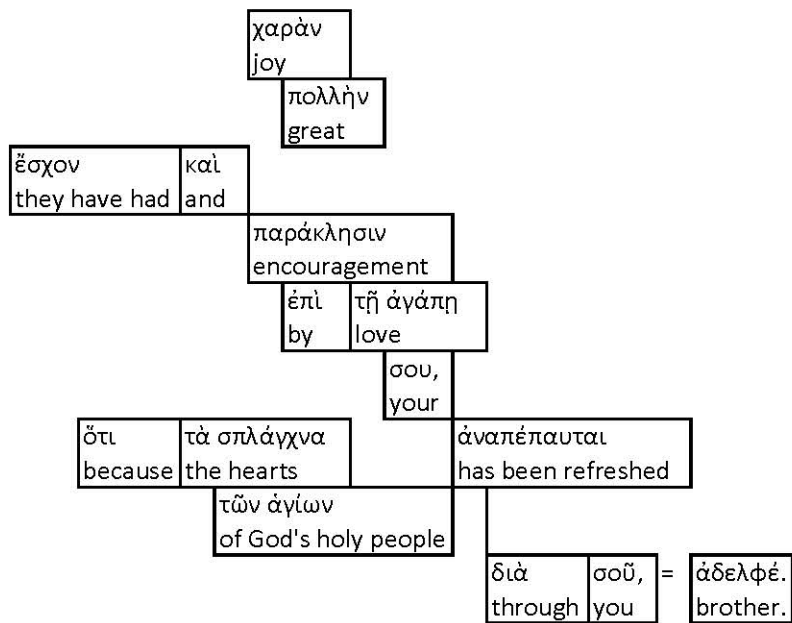 χαρὰν
joy
πολλὴν
great
ἔσχον καὶ
they have had and
παράκλησιν
encouragement
ἐπὶ τῇ ἀγάπῃ
by love
σου,
your
ὅτι τὰ σπλάγχνα ἀναπέπαυται
because the hearts has been refreshed
τῶν ἁγίων
of God's holy people
διὰ σοῦ, = ἀδελφέ.
through you brother.